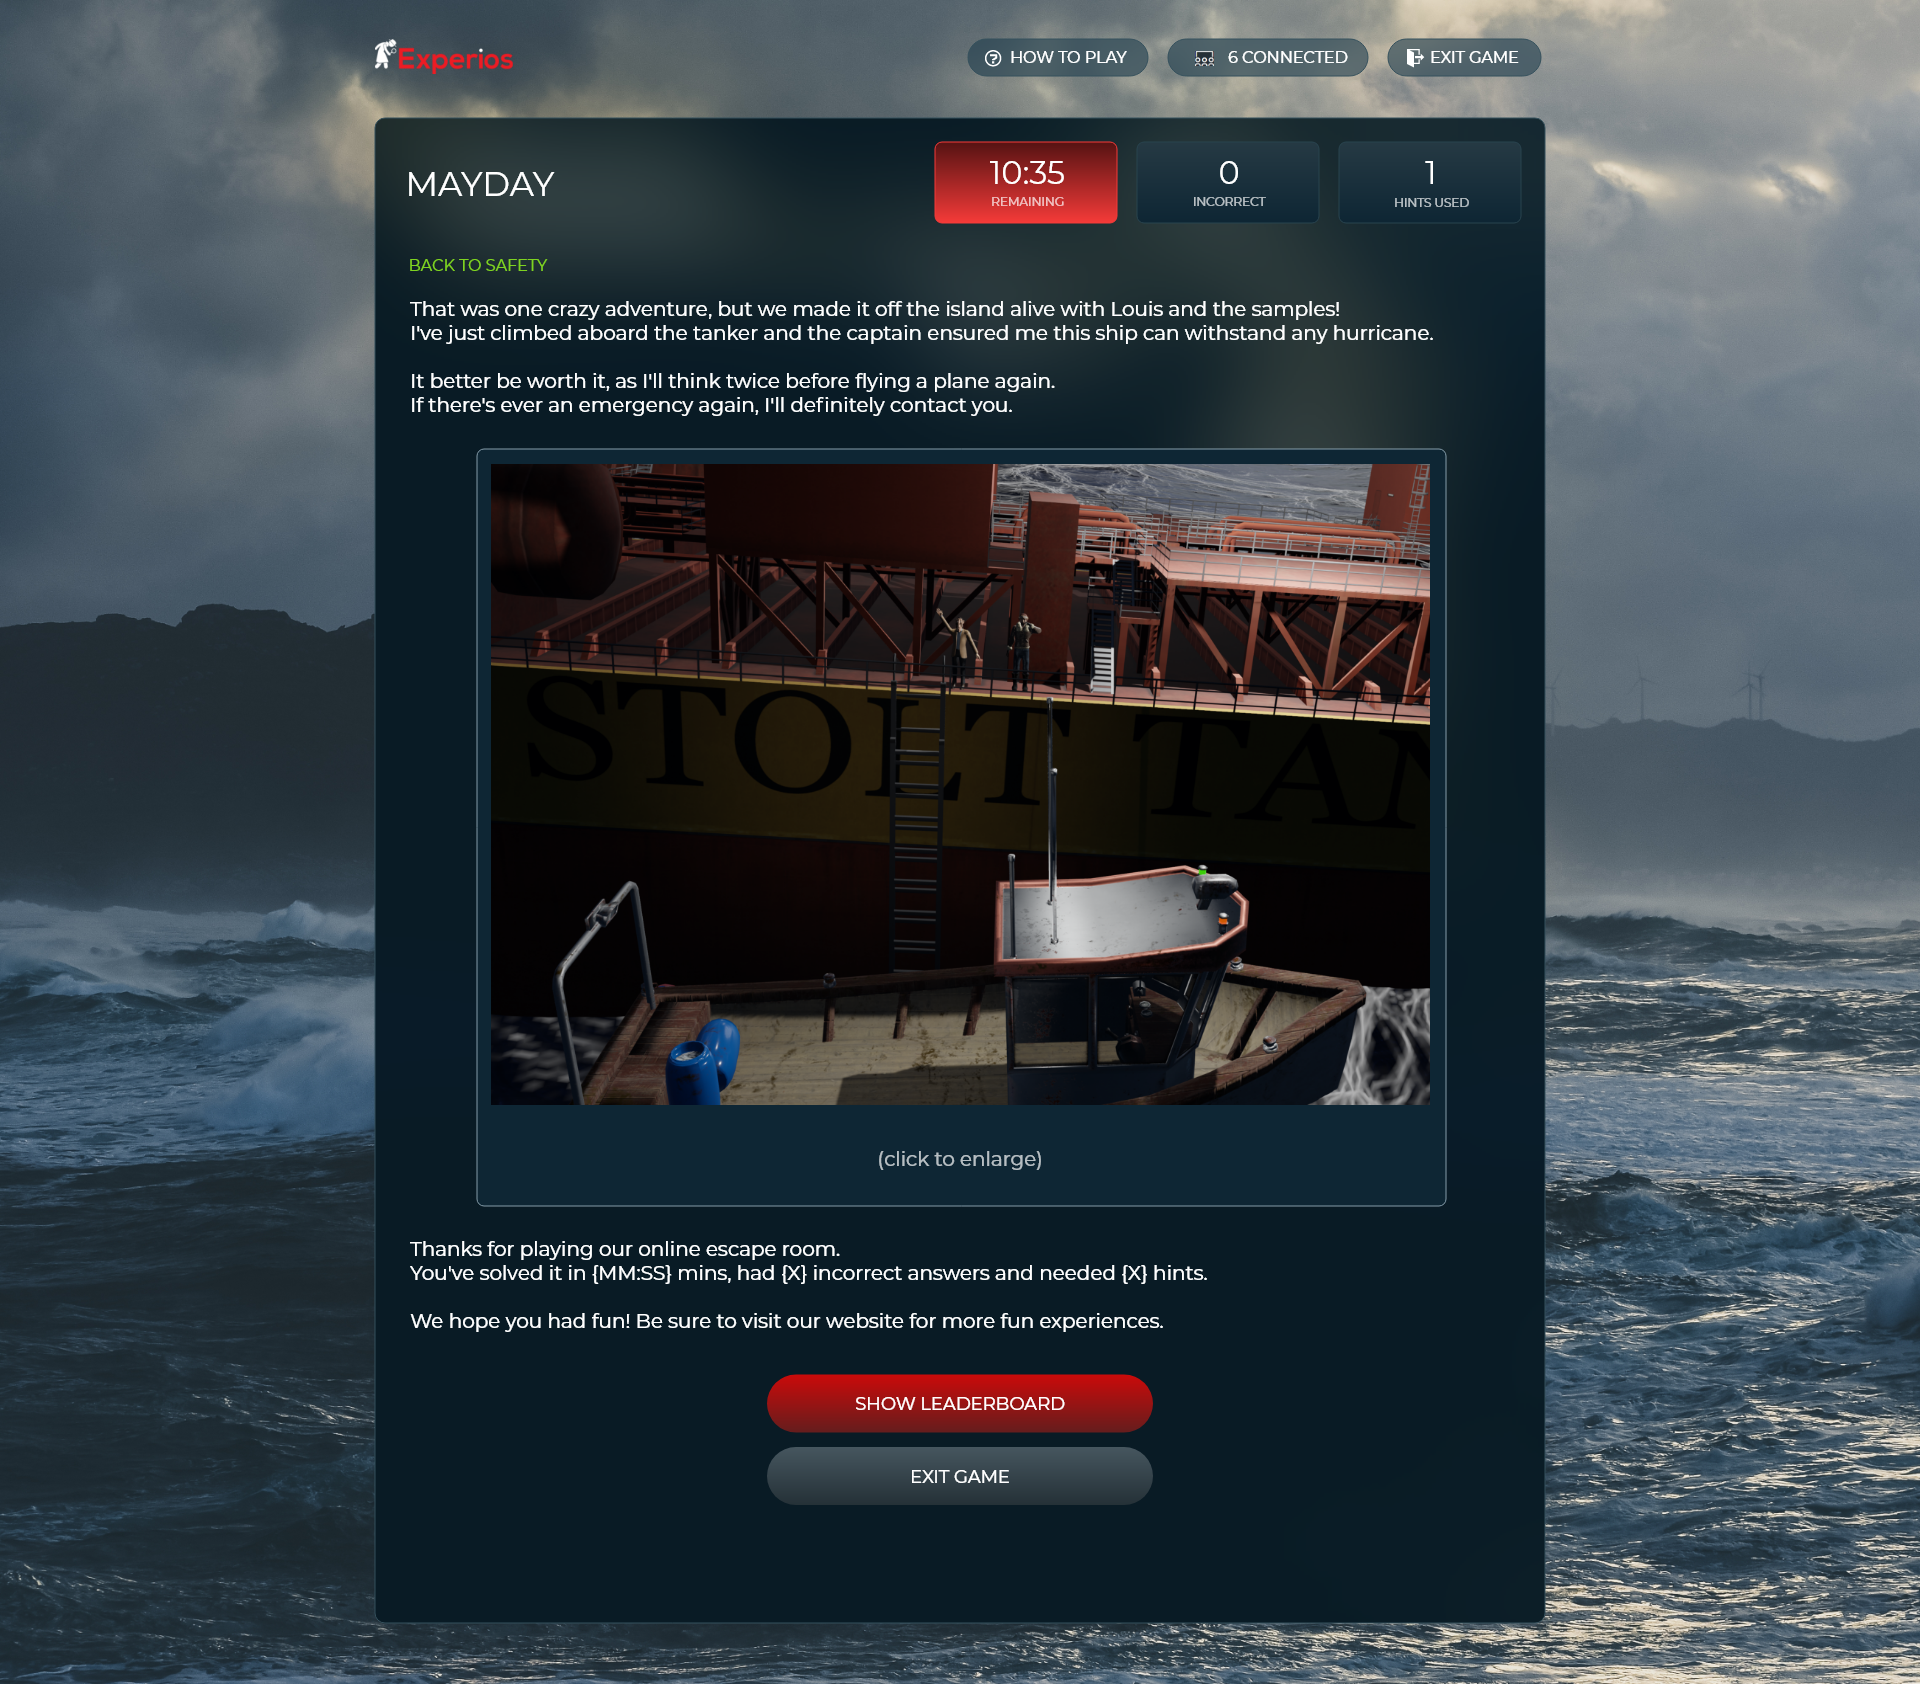 Experios
HOW TO PLAY
6 CONNECTED
EXIT GAME
MAYDAY
10:35
REMAINING
0
INCORRECT
1
HINTS USED
BACK TO SAFETY
That was one crazy adventure, but we made it off the island alive with Louis and the samples!
I've just climbed aboard the tanker and the captain ensured me this ship can withstand any hurricane.
It better be worth it, as I'll think twice before flying a plane again.
If there's ever an emergency again, I'll definitely contact you.
STOLT TAN
(click to enlarge)
Thanks for playing our online escape room.
You've solved it in {MM:SS} mins, had {X} incorrect answers and needed {X} hints.
We hope you had fun! Be sure to visit our website for more fun experiences.
SHOW LEADERBOARD
EXIT GAME